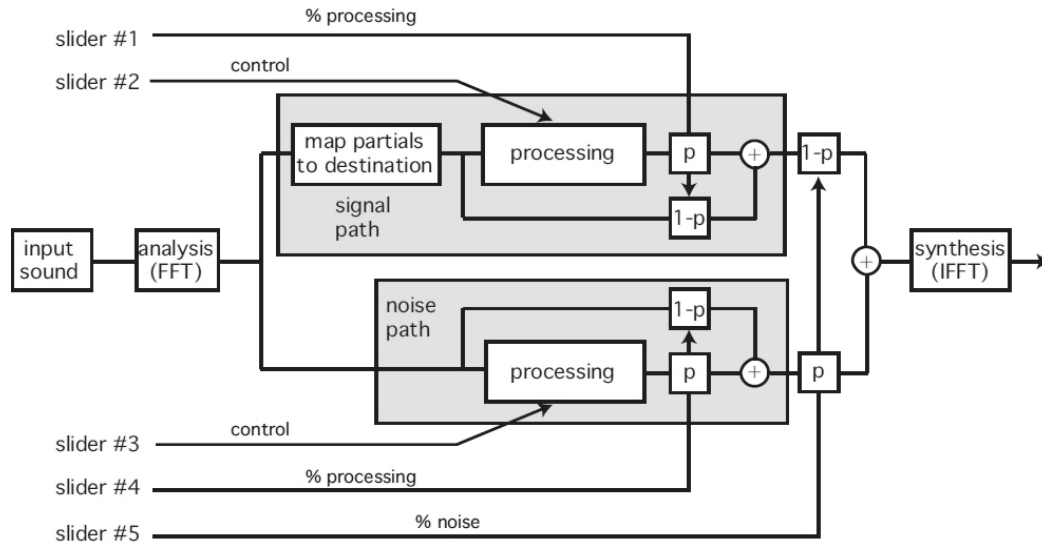 % processing
slider #1
control
slider #2
map partials
to destination
processing
p
+
1-p
1-p
signal
path
input
sound
analysis
(FFT)
+
synthesis
(IFFT)
noise
path
1-p
processing
p
+
p
control
slider #3
% processing
slider #4
% noise
slider #5